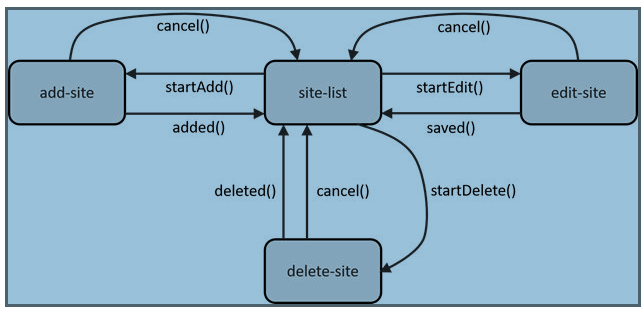 cancel()
cancel()
add-site
startAdd()
added()
site-list
startEdit()
saved()
edit-site
deleted()
cancel()
startDelete()
delete-site